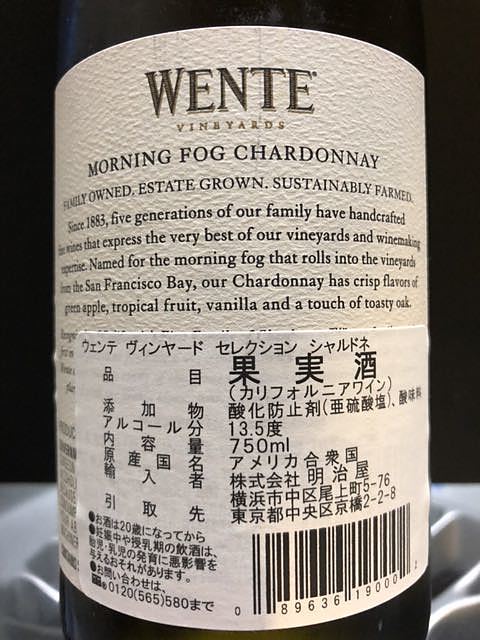 WENTE
VINEYARDS
MORNING FOG CHARDONNAY
FAMILY OWNED. ESTATE GROWN. SUSTAINABLY FARMED.
Since 1883, five generations of our family have handcrafted
wines that express the very best of our vineyards and winemaking
expertise. Named for the morning fog that rolls into the vineyards
from the San Francisco Bay, our Chardonnay has crisp flavors of
green apple, tropical fruit, vanilla and a touch of toasty oak.
ウェンテ ヴィンヤード セレクション シャルドネ
品目 果実酒
(カリフォルニアワイン)
添加物 酸化防止剤(亜硫酸塩)、酸味料
アルコール分 13.5度
内容量 750ml
原産国名 アメリカ合衆国
輸入者 株式会社 明治屋
横浜市中区尾上町5-76
引取先 東京都中央区京橋2-2-8
●お酒は20歳になってから
●妊娠中や授乳期の飲酒は、
胎児・乳児の発育に悪影響を
与えるおそれがあります。
●お問い合わせは、
0120(565)580まで
0 89636 19000 2